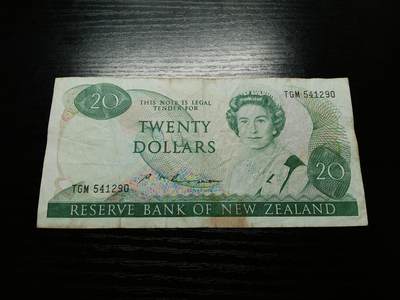 20
THIS NOTE IS LEGAL
TENDER FOR
TGM 541290
TWENTY
DOLLARS
20
TGM 541290
RESERVE BANK OF NEW ZEALAND